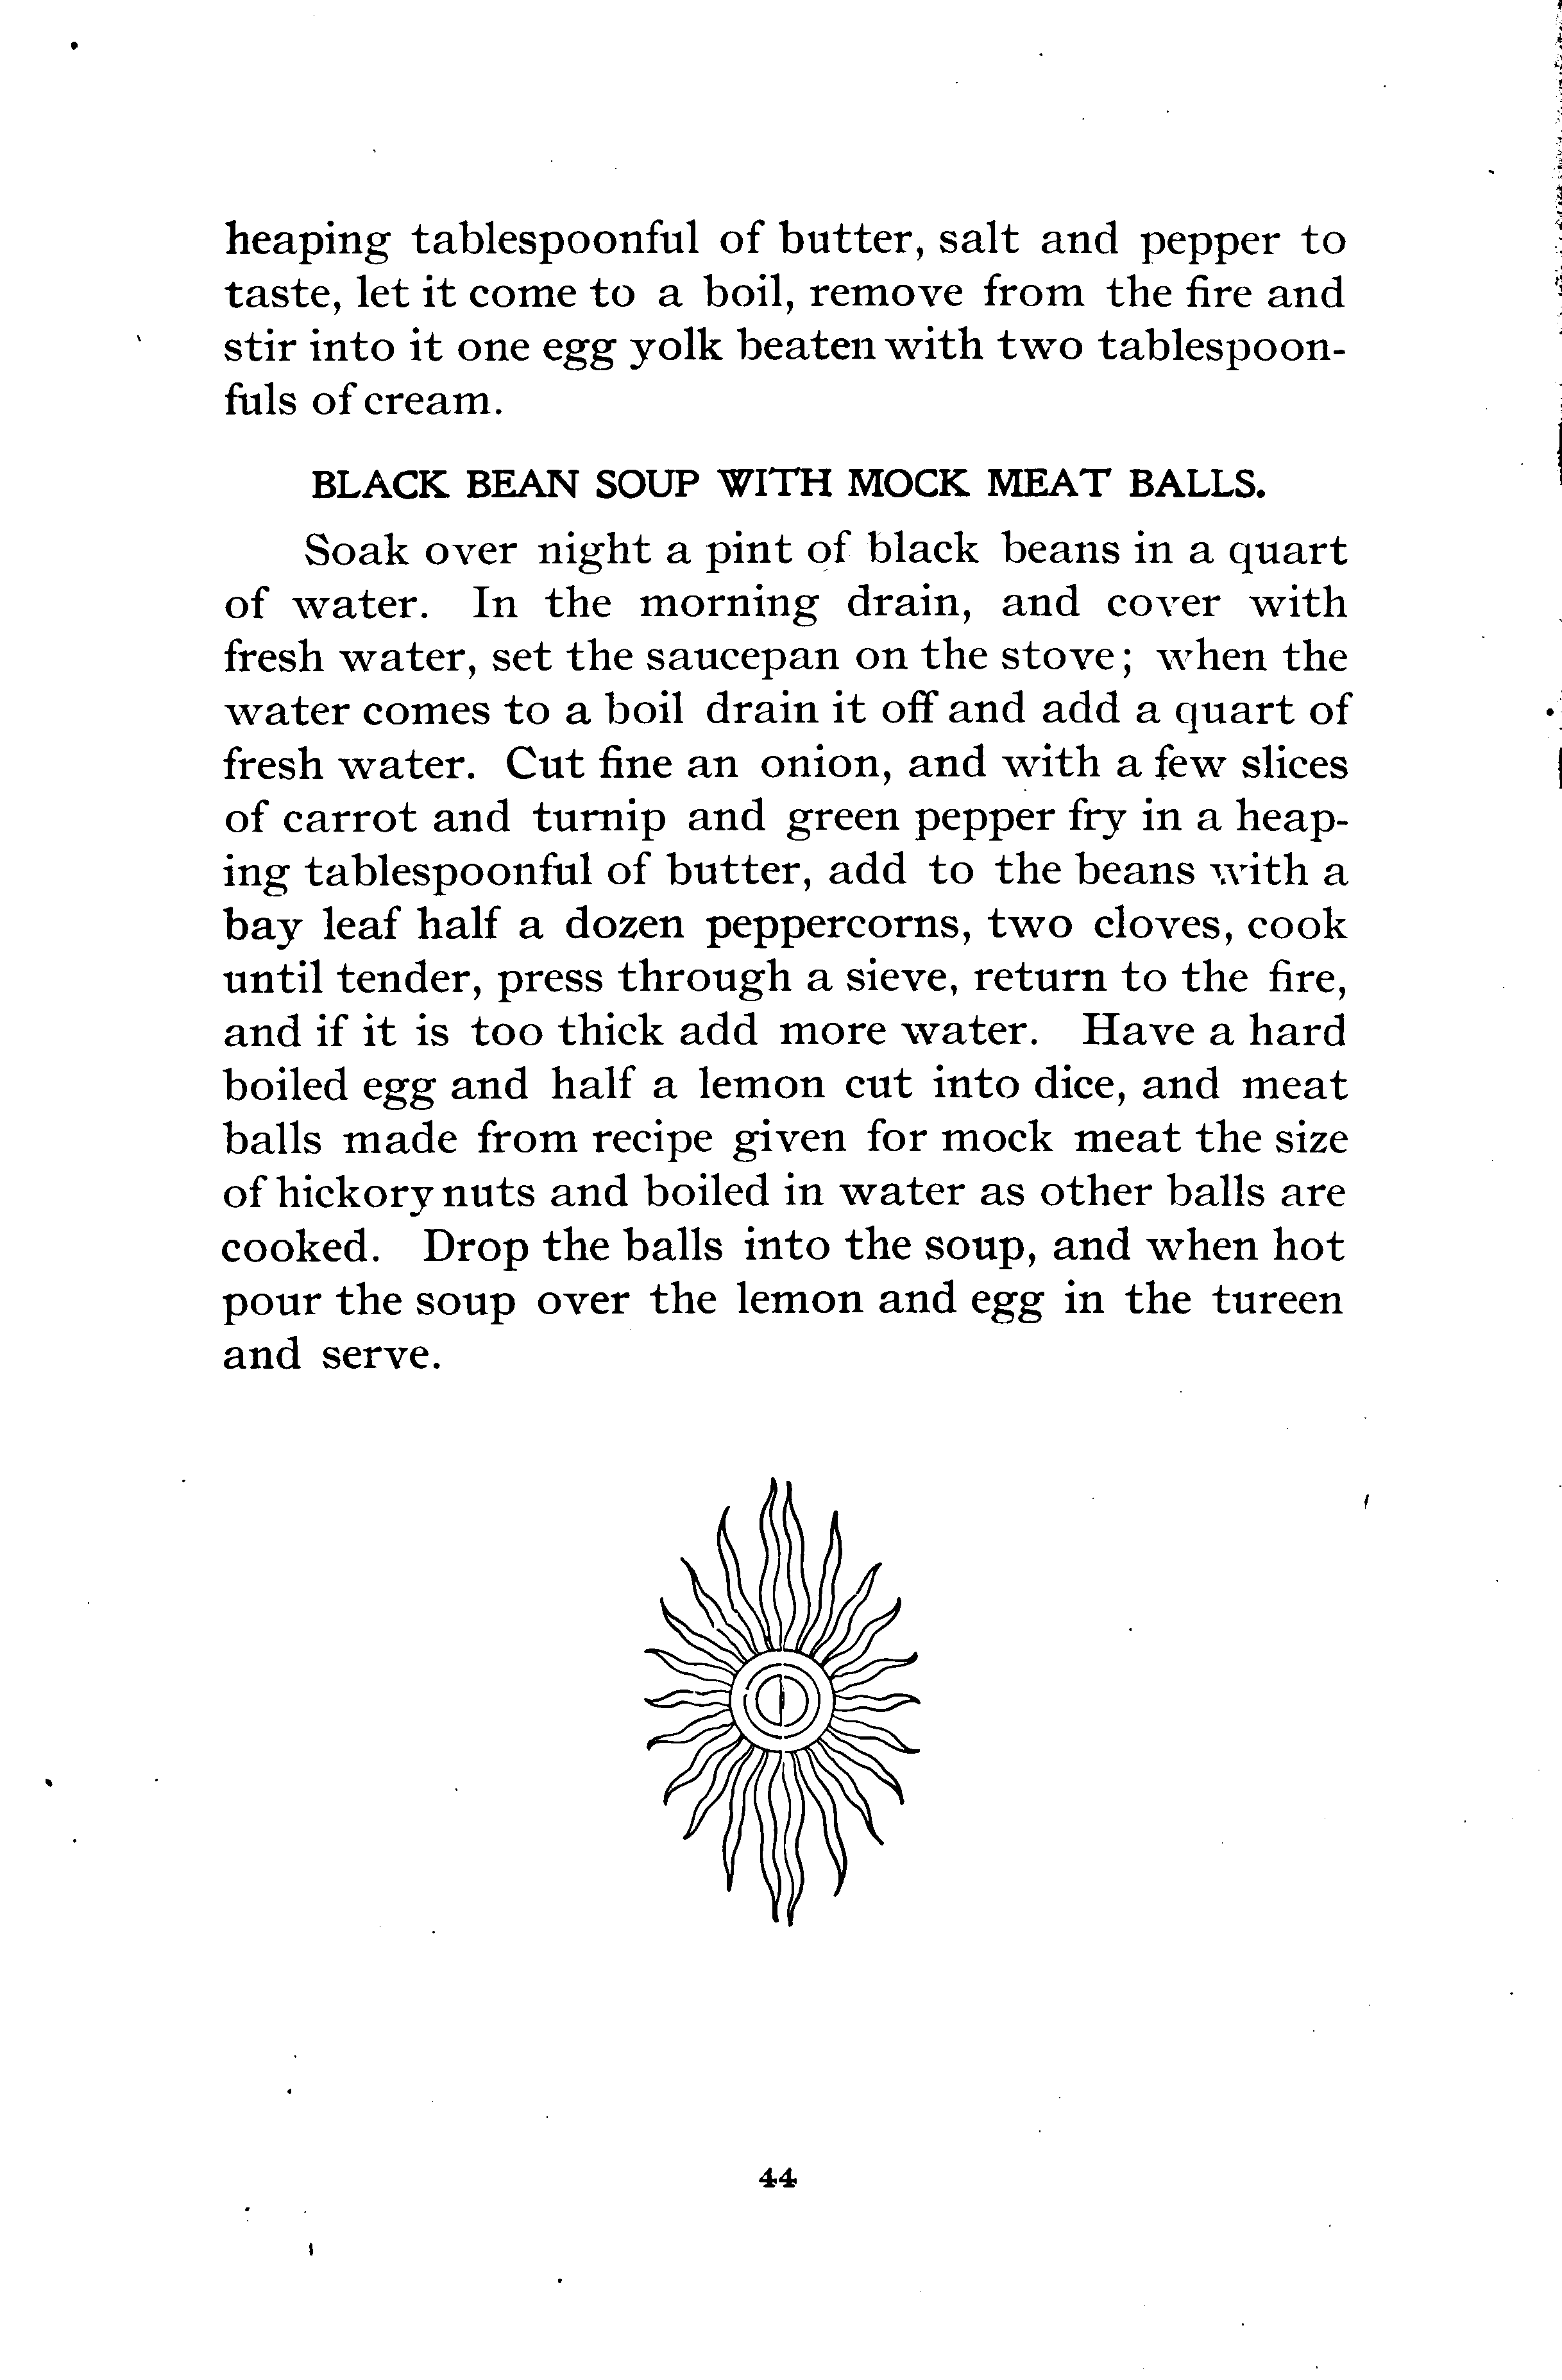 heaping tablespoonful of butter, salt and pepper to
taste, let it come to a boil, remove from the fire and
stir into it one egg yolk beaten with two tablespoon-
fuls of cream.
BLACK BEAN SOUP WITH MOCK MEAT BALLS.
Soak over night a pint of black beans in a quart
of water. In the morning drain, and cover with
fresh water, set the saucepan on the stove; when the
water comes to a boil drain it off and add a quart of
fresh water. Cut fine an onion, and with a few slices
of carrot and turnip and green pepper fry in a heap-
ing tablespoonful of butter, add to the beans with a
bay leaf half a dozen peppercorns, two cloves, cook
until tender, press through a sieve, return to the fire,
and if it is too thick add more water. Have a hard
boiled egg and half a lemon cut into dice, and meat
balls made from recipe given for mock meat the size
of hickory nuts and boiled in water as other balls are
cooked. Drop the balls into the soup, and when hot
pour the soup over the lemon and egg in the tureen
and serve.
44